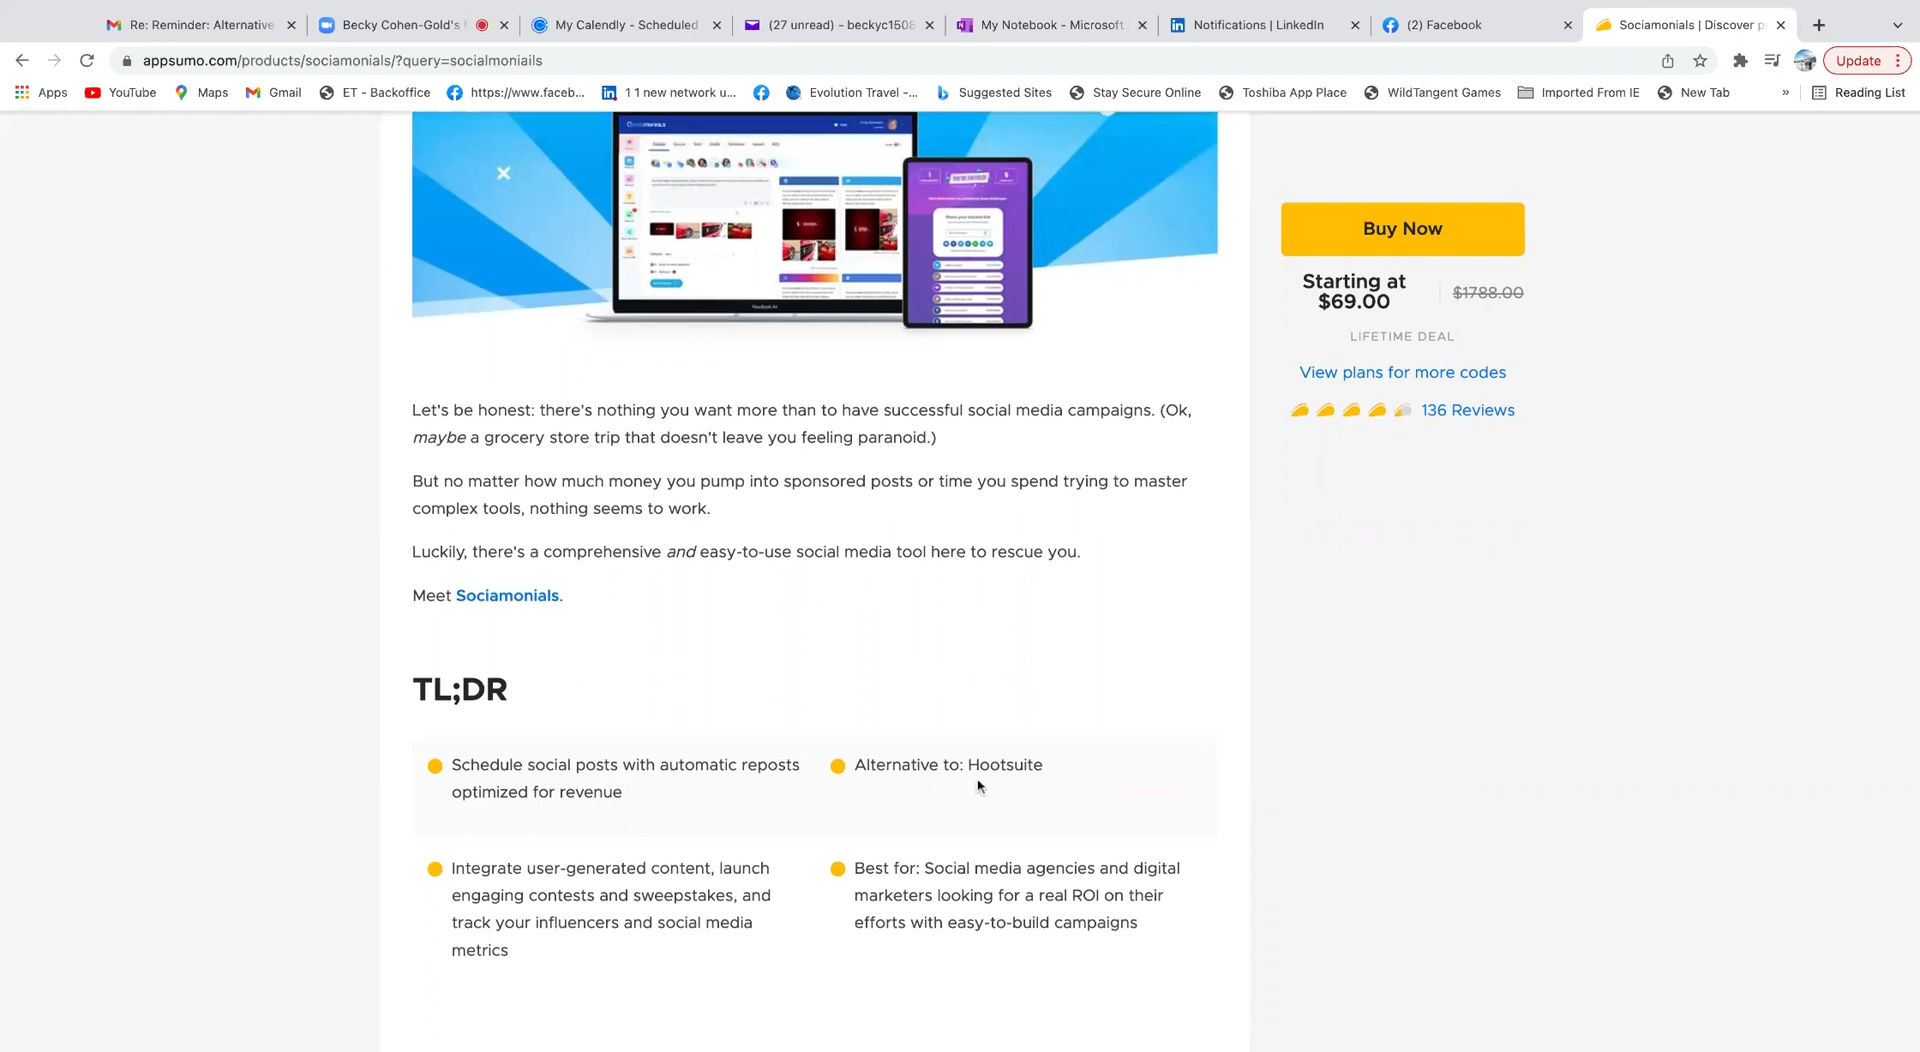 Re: Reminder: Alternative
Becky Cohen-Gold's
My Calendly - Scheduled
(27 unread) - beckyc1508
My Notebook - Microsoft
Notifications | LinkedIn
(2) Facebook
Sociamonials | Discover p
appsumo.com/products/sociamonials/?query=socialmoniails
Update
Apps
YouTube
Maps
Gmail
ET - Backoffice
https://www.faceb...
1 1 new network u...
Evolution Travel -...
Suggested Sites
Stay Secure Online
Toshiba App Place
WildTangent Games
Imported From IE
New Tab
»
Reading List
Buy Now
Starting at
$69.00
$1788.00
LIFETIME DEAL
View plans for more codes
136 Reviews
Let's be honest: there's nothing you want more than to have successful social media campaigns. (Ok,
maybe a grocery store trip that doesn't leave you feeling paranoid.)
But no matter how much money you pump into sponsored posts or time you spend trying to master
complex tools, nothing seems to work.
Luckily, there's a comprehensive and easy-to-use social media tool here to rescue you.
Meet Sociamonials.
TL;DR
Schedule social posts with automatic reposts
optimized for revenue
Alternative to: Hootsuite
Integrate user-generated content, launch
engaging contests and sweepstakes, and
track your influencers and social media
metrics
Best for: Social media agencies and digital
marketers looking for a real ROI on their
efforts with easy-to-build campaigns